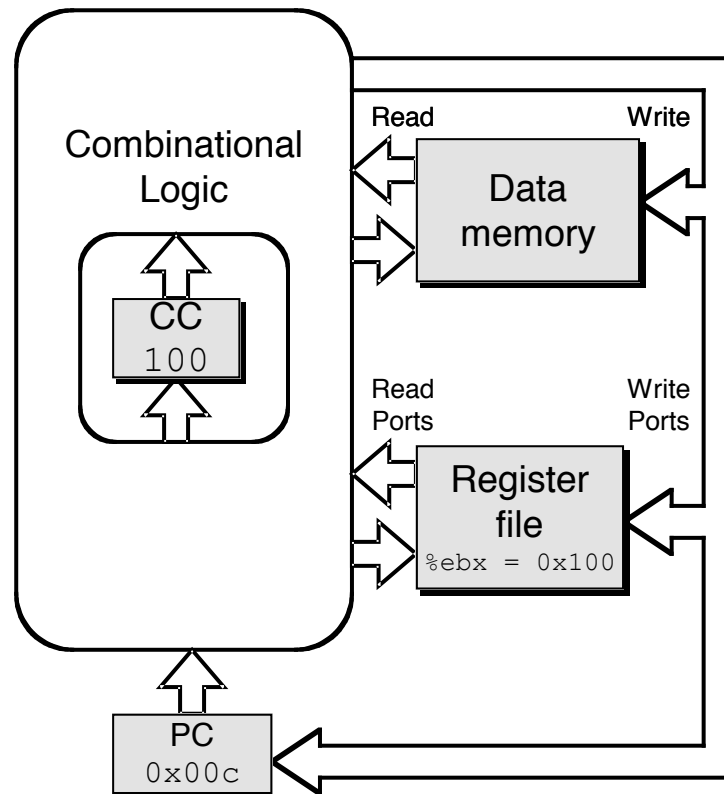 Combinational
Logic
CC
100
Read
Write
Data
memory
Read
Ports
Write
Ports
Register
file
%ebx = 0x100
PC
0x00c